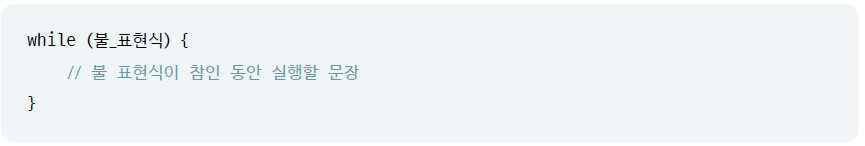 while (불_표현식) {
// 불 표현식이 참인 동안 실행할 문장
}